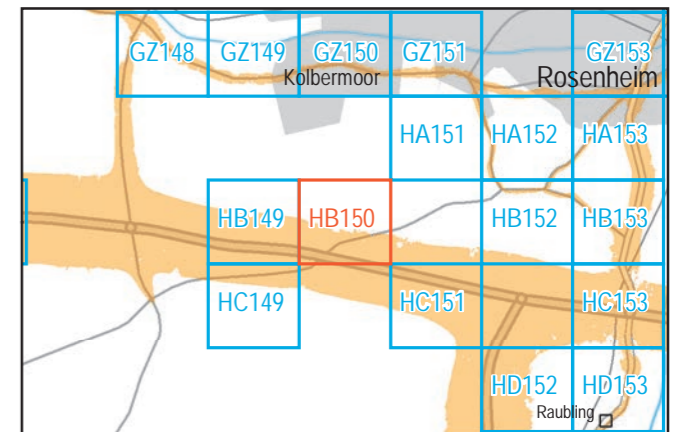 GZ148 GZ149 GZ150 GZ151 GZ153
Kolbermoor Rosenheim
HA151 HA152 HA153
HB149 HB150 HB152 HB153
HC149 HC151 HC153
HD152 HD153
Raubling